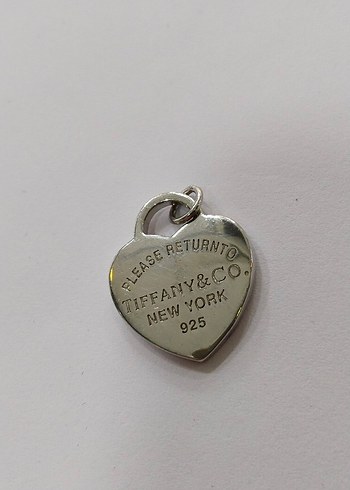 PLEASE RETURN TO
TIFFANY & CO.
NEW YORK
925